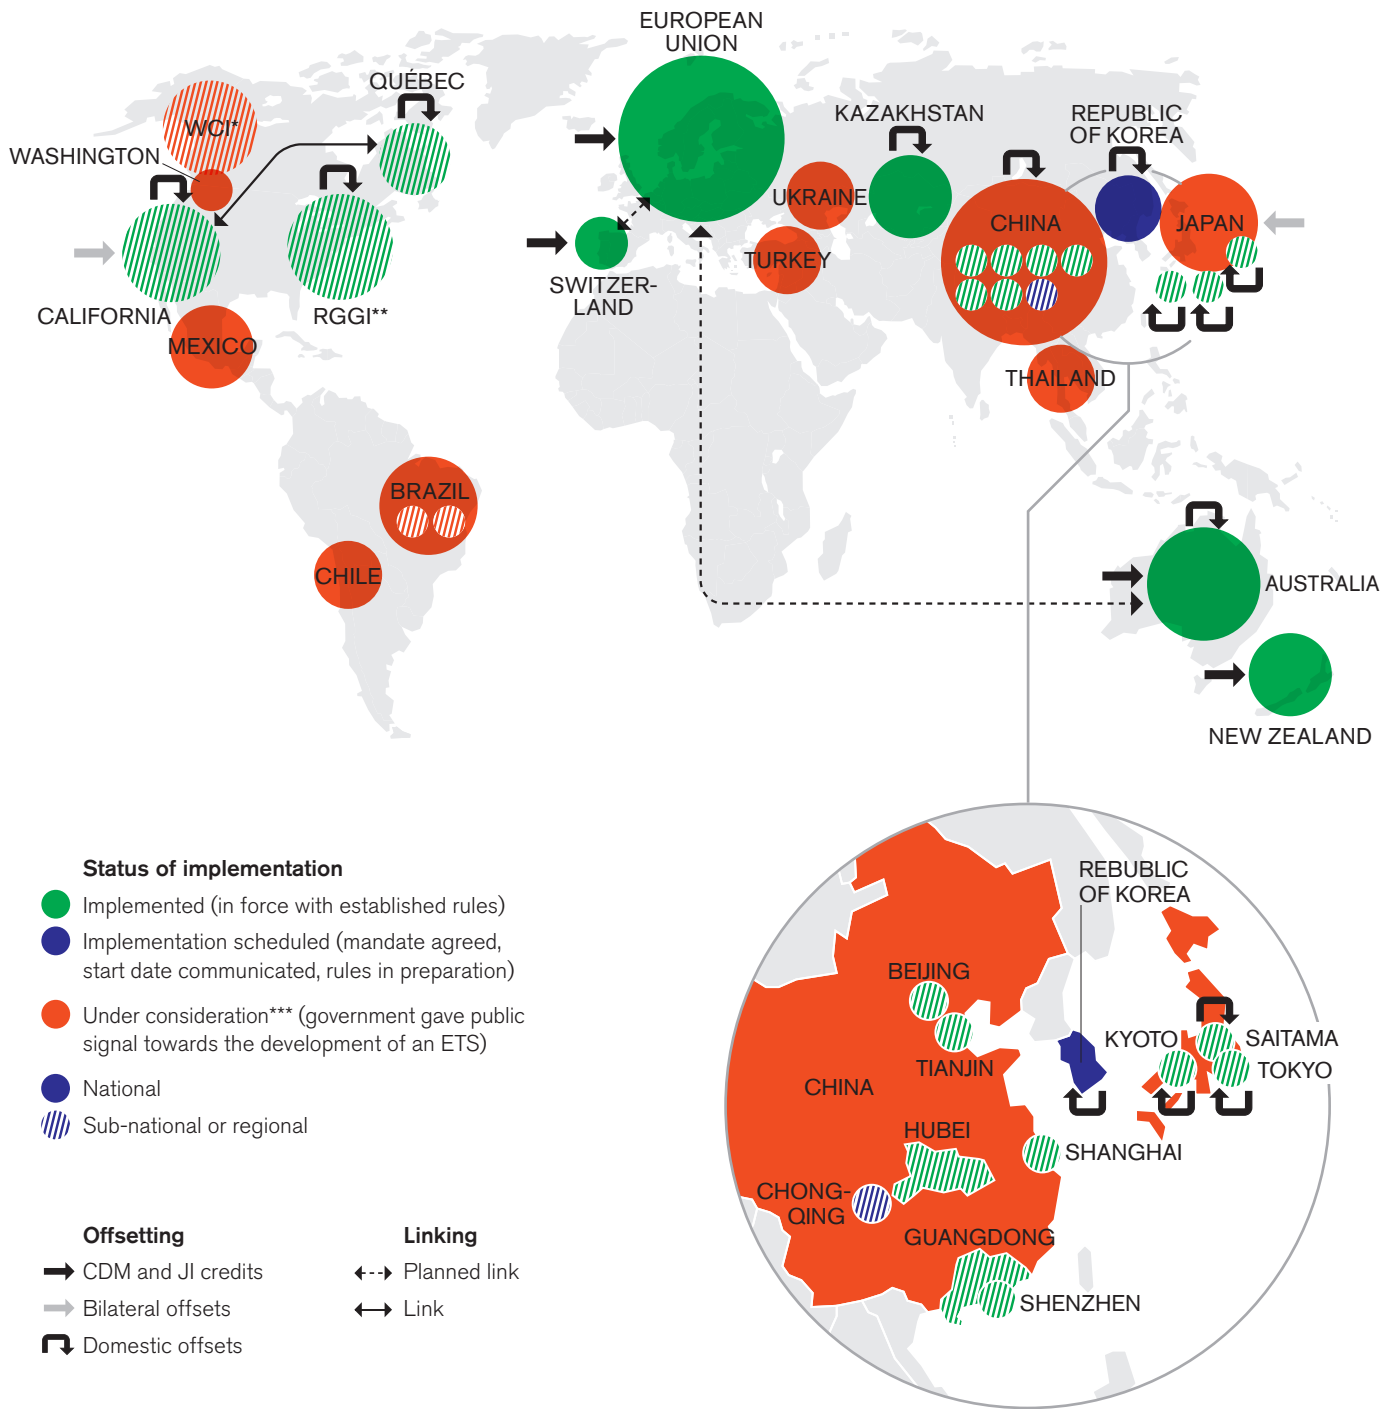 EUROPEAN
UNION
QUÉBEC
KAZAKHSTAN
REPUBLIC
OF KOREA
WCI*
WASHINGTON
UKRAINE
CHINA
JAPAN
TURKEY
SWITZER-
LAND
CALIFORNIA
RGGI**
MEXICO
THAILAND
BRAZIL
CHILE
AUSTRALIA
NEW ZEALAND
Status of implementation
Implemented (in force with established rules)
Implementation scheduled (mandate agreed,
start date communicated, rules in preparation)
Under consideration*** (government gave public
signal towards the development of an ETS)
National
Sub-national or regional
Offsetting
CDM and JI credits
Bilateral offsets
Domestic offsets
Linking
Planned link
Link
REBUBLIC
OF KOREA
BEIJING
TIANJIN
KYOTO
SAITAMA
TOKYO
CHINA
HUBEI
SHANGHAI
CHONG-
QING
GUANGDONG
SHENZHEN